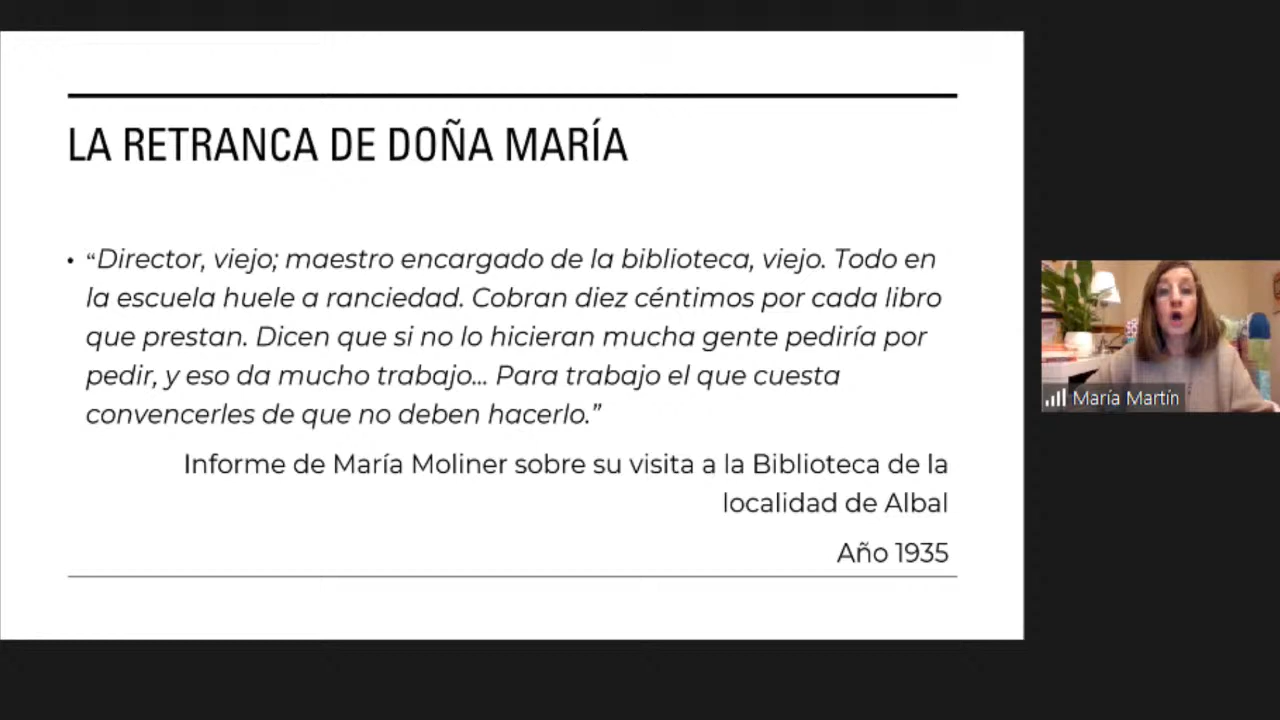 LA RETRANCA DE DOÑA MARÍA
• “Director, viejo; maestro encargado de la biblioteca, viejo. Todo en
la escuela huele a ranciedad. Cobran diez céntimos por cada libro
que prestan. Dicen que si no lo hicieran mucha gente pediría por
pedir, y eso da mucho trabajo... Para trabajo el que cuesta
convencerles de que no deben hacerlo.”
Informe de María Moliner sobre su visita a la Biblioteca de la
localidad de Albal
Año 1935
María Martín